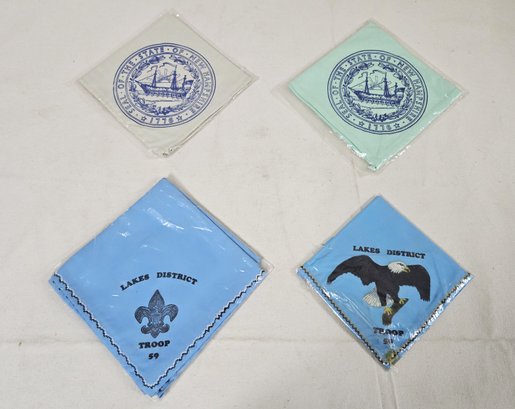 SEAL OF THE STATE OF NEW HAMPSHIRE
1776
SEAL OF THE STATE OF NEW HAMPSHIRE
1776
LAKES DISTRICT
TROOP
59
LAKES DISTRICT
TROOP